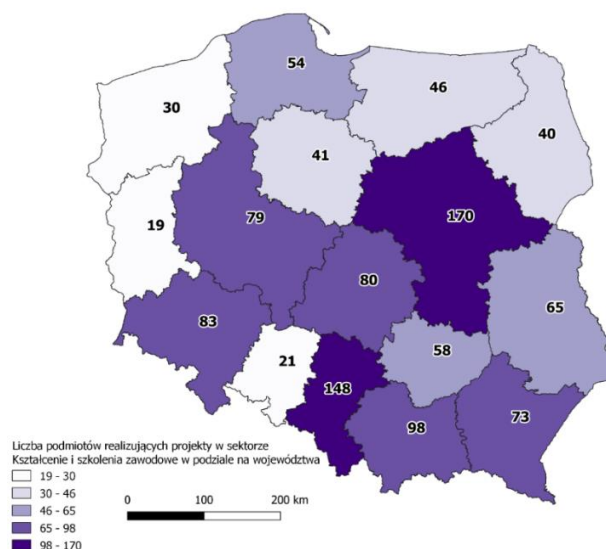 54
46
30
40
41
170
19
79
80
65
83
58
21
148
73
98
Liczba podmiotów realizujących projekty w sektorze
Kształcenie i szkolenia zawodowe w podziale na województwa
19 - 30
30 - 46
46 - 65
65 - 98
98 - 170
0 100 200 km